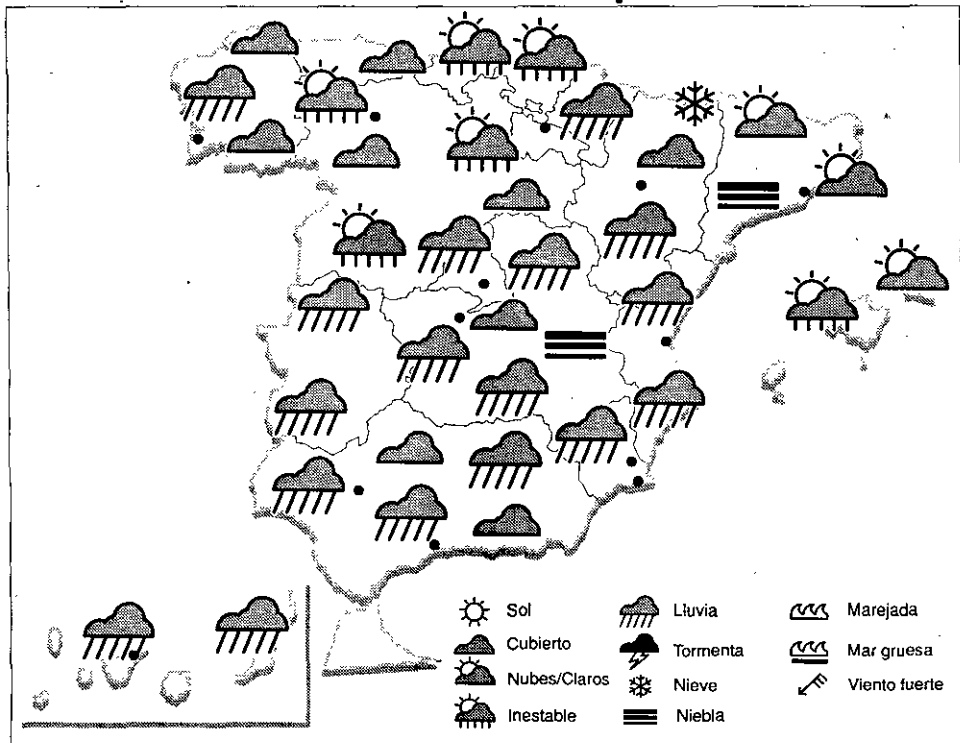 Sol
Cubierto
Nubes/Claros
Inestable
Lluvia
Tormenta
Nieve
Niebla
Marejada
Mar gruesa
Viento fuerte